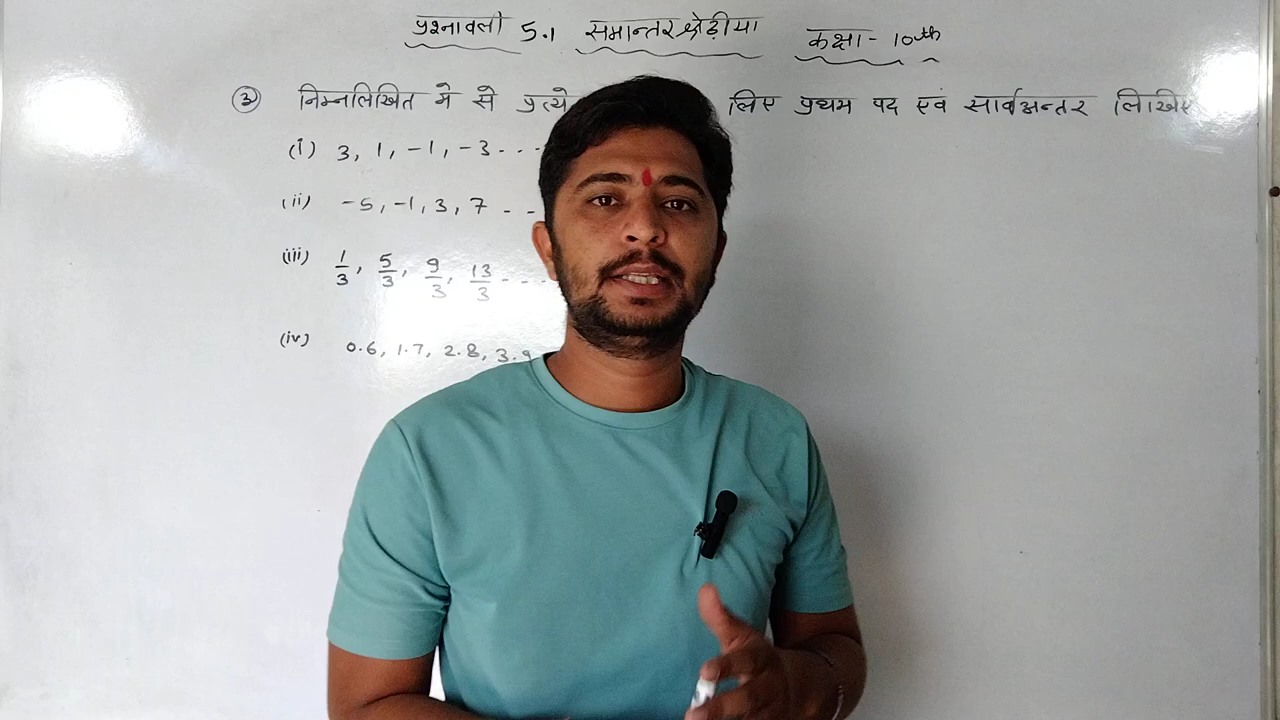 प्रश्नावली 5.1 समान्तर श्रेढ़ीया कक्षा - 10th
③ निम्नलिखित मे से प्रत्ये लिए प्रथम पद एवं सार्वअन्तर लिखिए
(i) 3, 1, -1, -3 - - -
(ii) -5, -1, 3, 7 - - -
(iii) 1/3, 5/3, 9/3, 13/3 - - -
(iv) 0.6, 1.7, 2.8, 3.9